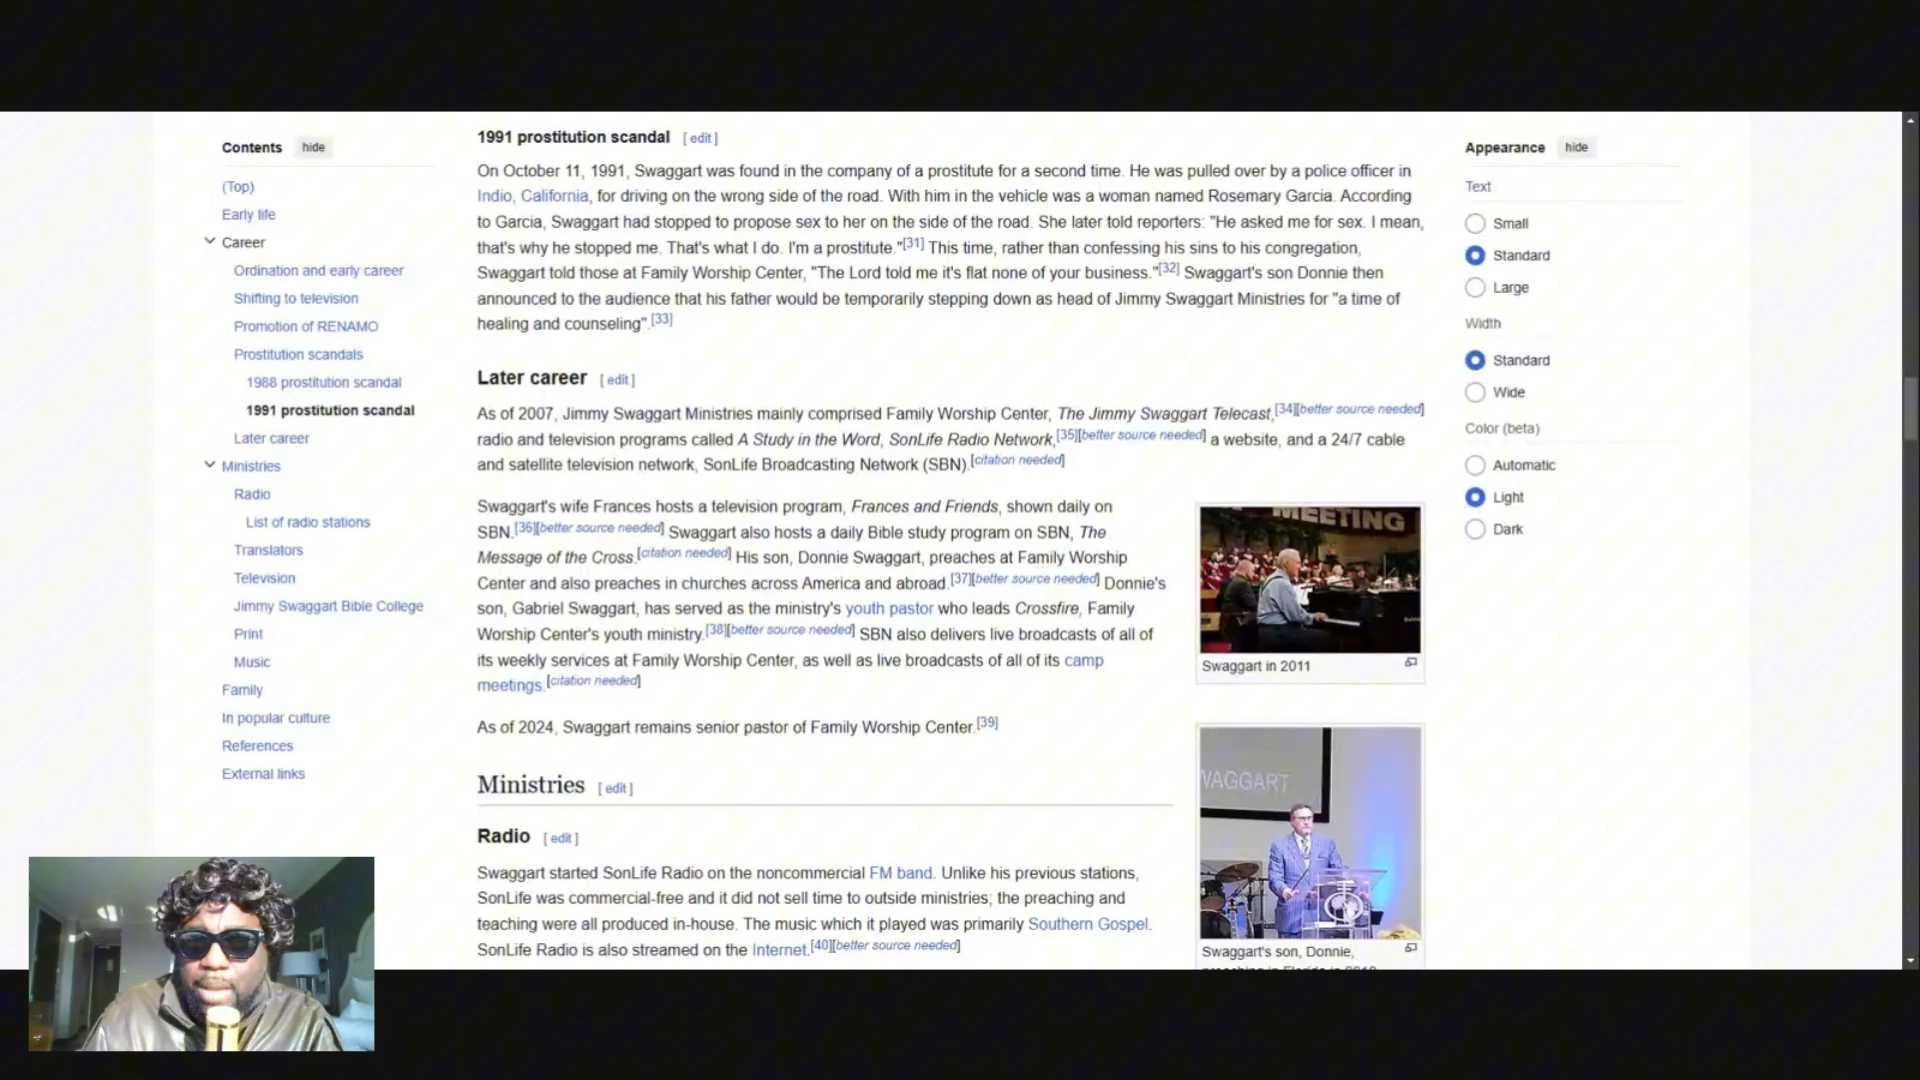 Contents hide
(Top)
Early life
Career
Ordination and early career
Shifting to television
Promotion of RENAMO
Prostitution scandals
1988 prostitution scandal
1991 prostitution scandal
Later career
Ministries
Radio
List of radio stations
Translators
Television
Jimmy Swaggart Bible College
Print
Music
Family
In popular culture
References
External links
1991 prostitution scandal [ edit ]
On October 11, 1991, Swaggart was found in the company of a prostitute for a second time. He was pulled over by a police officer in
Indio, California, for driving on the wrong side of the road. With him in the vehicle was a woman named Rosemary Garcia. According
to Garcia, Swaggart had stopped to propose sex to her on the side of the road. She later told reporters: "He asked me for sex. I mean,
that's why he stopped me. That's what I do. I'm a prostitute."[31] This time, rather than confessing his sins to his congregation,
Swaggart told those at Family Worship Center, "The Lord told me it's flat none of your business."[32] Swaggart's son Donnie then
announced to the audience that his father would be temporarily stepping down as head of Jimmy Swaggart Ministries for "a time of
healing and counseling".[33]
Later career [ edit ]
As of 2007, Jimmy Swaggart Ministries mainly comprised Family Worship Center, The Jimmy Swaggart Telecast,[34][better source needed]
radio and television programs called A Study in the Word, SonLife Radio Network,[35][better source needed] a website, and a 24/7 cable
and satellite television network, SonLife Broadcasting Network (SBN).[citation needed]
Swaggart's wife Frances hosts a television program, Frances and Friends, shown daily on
SBN.[36][better source needed] Swaggart also hosts a daily Bible study program on SBN, The
Message of the Cross.[citation needed] His son, Donnie Swaggart, preaches at Family Worship
Center and also preaches in churches across America and abroad.[37][better source needed] Donnie's
son, Gabriel Swaggart, has served as the ministry's youth pastor who leads Crossfire, Family
Worship Center's youth ministry.[38][better source needed] SBN also delivers live broadcasts of all of
its weekly services at Family Worship Center, as well as live broadcasts of all of its camp
meetings.[citation needed]
As of 2024, Swaggart remains senior pastor of Family Worship Center.[39]
Ministries [ edit ]
Radio [ edit ]
Swaggart started SonLife Radio on the noncommercial FM band. Unlike his previous stations,
SonLife was commercial-free and it did not sell time to outside ministries; the preaching and
teaching were all produced in-house. The music which it played was primarily Southern Gospel.
SonLife Radio is also streamed on the Internet.[40][better source needed]
MEETING
Swaggart in 2011
WAGGART
Swaggart's son, Donnie,
Appearance hide
Text
Small
Standard
Large
Width
Standard
Wide
Color (beta)
Automatic
Light
Dark